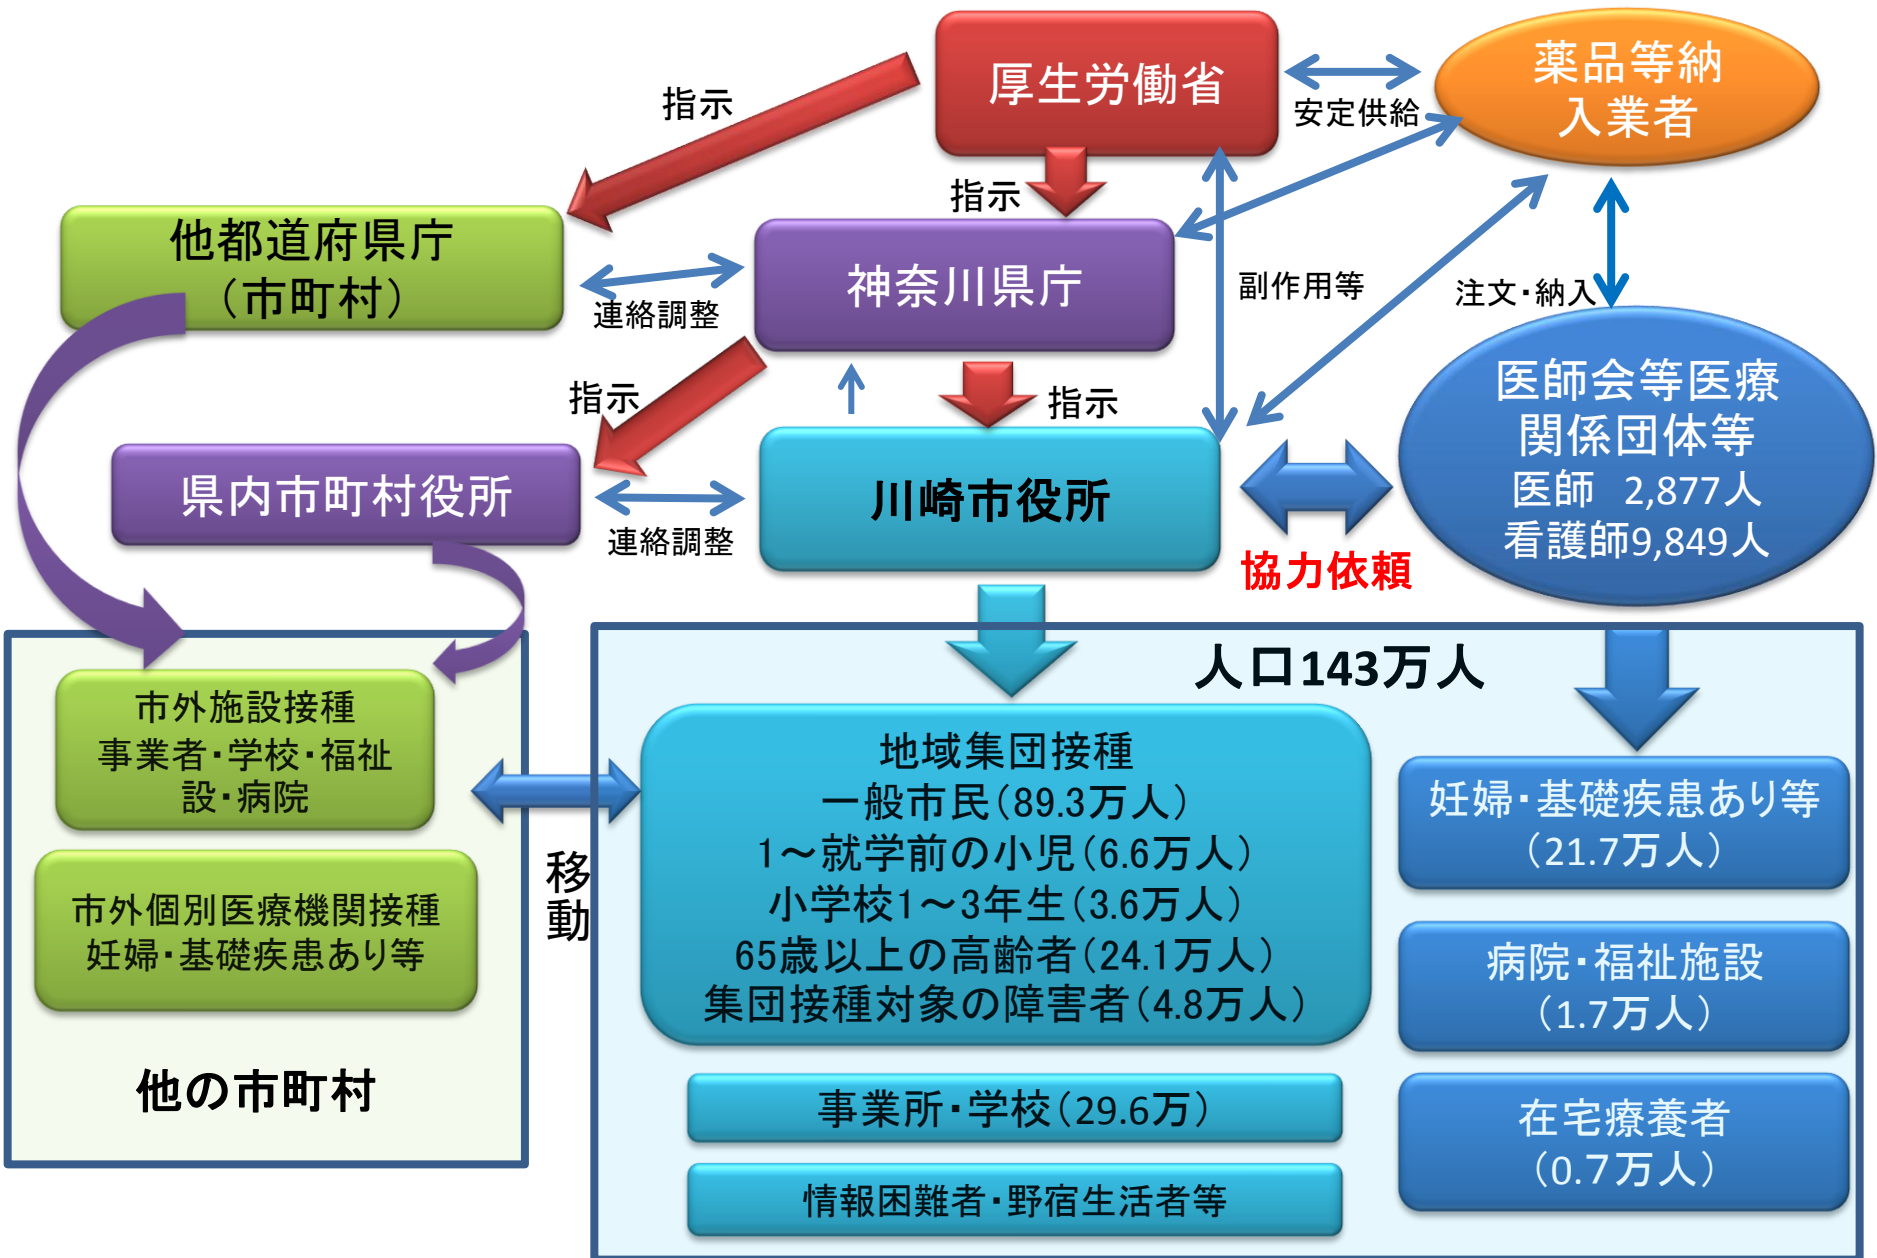 厚生労働省
薬品等納
入業者
指示
安定供給
指示
他都道府県庁
（市町村）
神奈川県庁
連絡調整
副作用等
注文・納入
指示
指示
医師会等医療
関係団体等
医師　2,877人
看護師9,849人
県内市町村役所
川崎市役所
連絡調整
協力依頼
人口143万人
市外施設接種
事業者・学校・福祉
設・病院
市外個別医療機関接種
妊婦・基礎疾患あり等
他の市町村
移動
地域集団接種
一般市民（89.3万人）
1～就学前の小児（6.6万人）
小学校1～3年生（3.6万人）
65歳以上の高齢者（24.1万人）
集団接種対象の障害者（4.8万人）
事業所・学校（29.6万）
情報困難者・野宿生活者等
妊婦・基礎疾患あり等
（21.7万人）
病院・福祉施設
（1.7万人）
在宅療養者
（0.7万人）